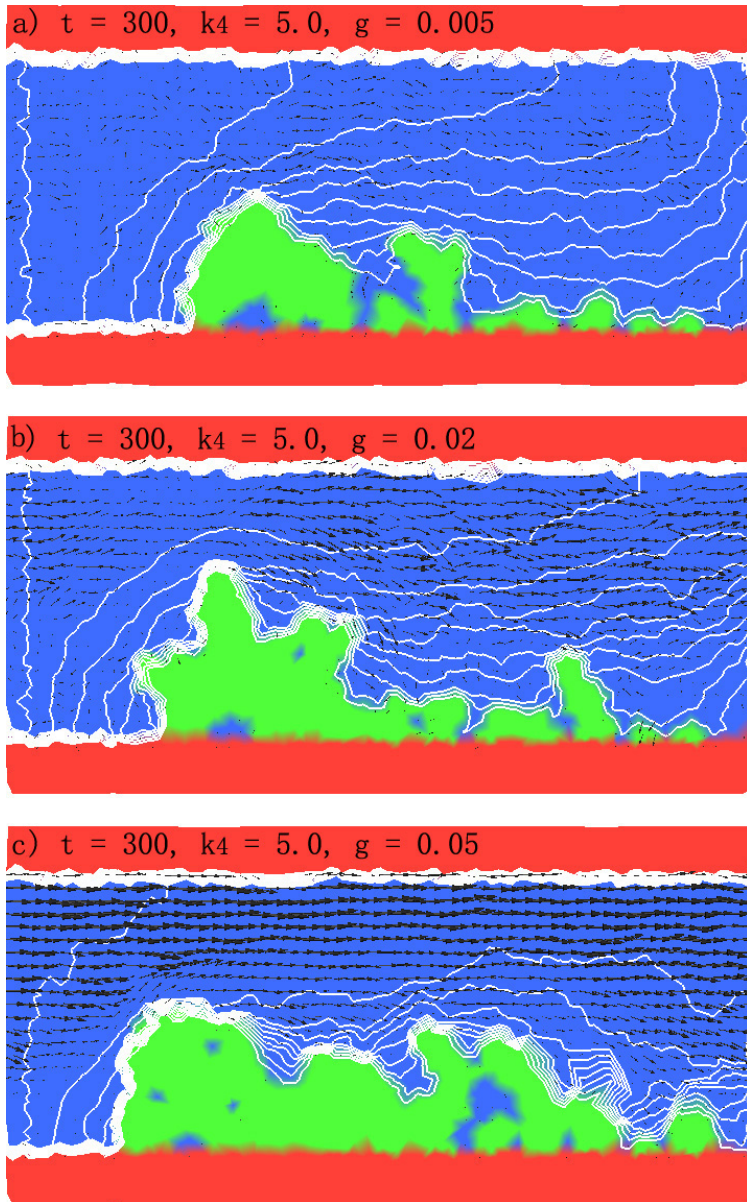 a) t = 300, k4 = 5.0, g = 0.005
b) t = 300, k4 = 5.0, g = 0.02
c) t = 300, k4 = 5.0, g = 0.05